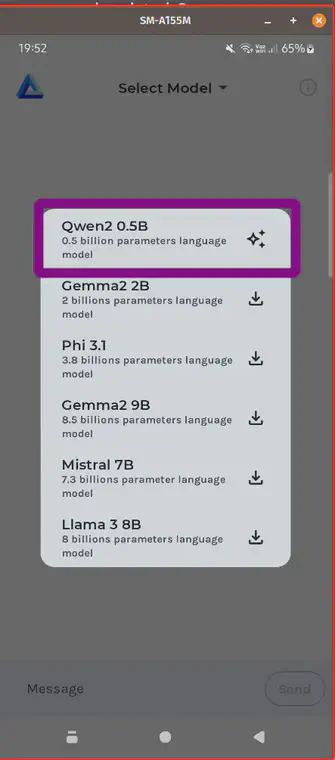 SM-A155M
19:52
65%
Select Model
Qwen2 0.5B
0.5 billion parameters language
model
Gemma2 2B
2 billions parameters language
model
Phi 3.1
3.8 billions parameters language
model
Gemma2 9B
8.5 billions parameters language
model
Mistral 7B
7.3 billions parameter language
model
Llama 3 8B
8 billions parameters language
model
Message
Send